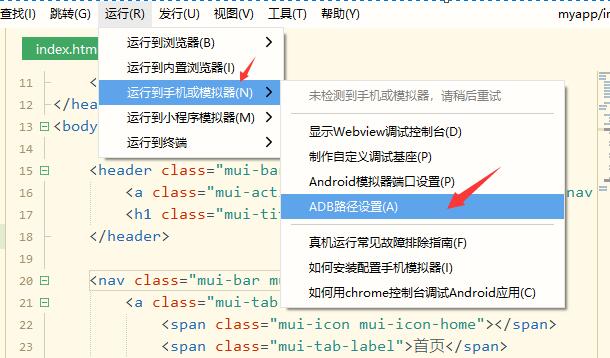 查找(I) 跳转(G) 运行(R) 发行(U) 视图(V) 工具(T) 帮助(Y) myapp/in
index.htm
运行到浏览器(B)
运行到内置浏览器(I)
运行到手机或模拟器(N)
运行到小程序模拟器(M)
运行到终端
未检测到手机或模拟器，请稍后重试
显示Webview调试控制台(D)
制作自定义调试基座(P)
Android模拟器端口设置(P)
ADB路径设置(A)
真机运行常见故障排除指南(F)
如何安装配置手机模拟器(I)
如何用chrome控制台调试Android应用(C)
11 <
12 </hea
13 <body
14
15 <header class="mui-ba
16 <a class="mui-act nav
17 <h1 class="mui-ti
18 </header>
19
20 <nav class="mui-bar mu
21 <a class="mui-tab
22 <span class="mui-icon mui-icon-home"></span>
23 <span class="mui-tab-label">首页</span>